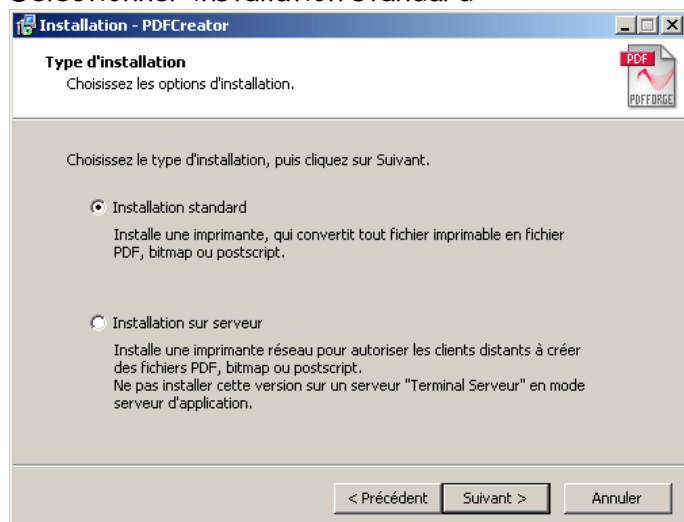 Sélectionner Installation standard
Installation - PDFCreator
Type d'installation
Choisissez les options d'installation.
PDF
PDFFORGE
Choisissez le type d'installation, puis cliquez sur Suivant.
Installation standard
Installe une imprimante, qui convertit tout fichier imprimable en fichier
PDF, bitmap ou postscript.
Installation sur serveur
Installe une imprimante réseau pour autoriser les clients distants à créer
des fichiers PDF, bitmap ou postscript.
Ne pas installer cette version sur un serveur "Terminal Serveur" en mode
serveur d'application.
< Précédent
Suivant >
Annuler